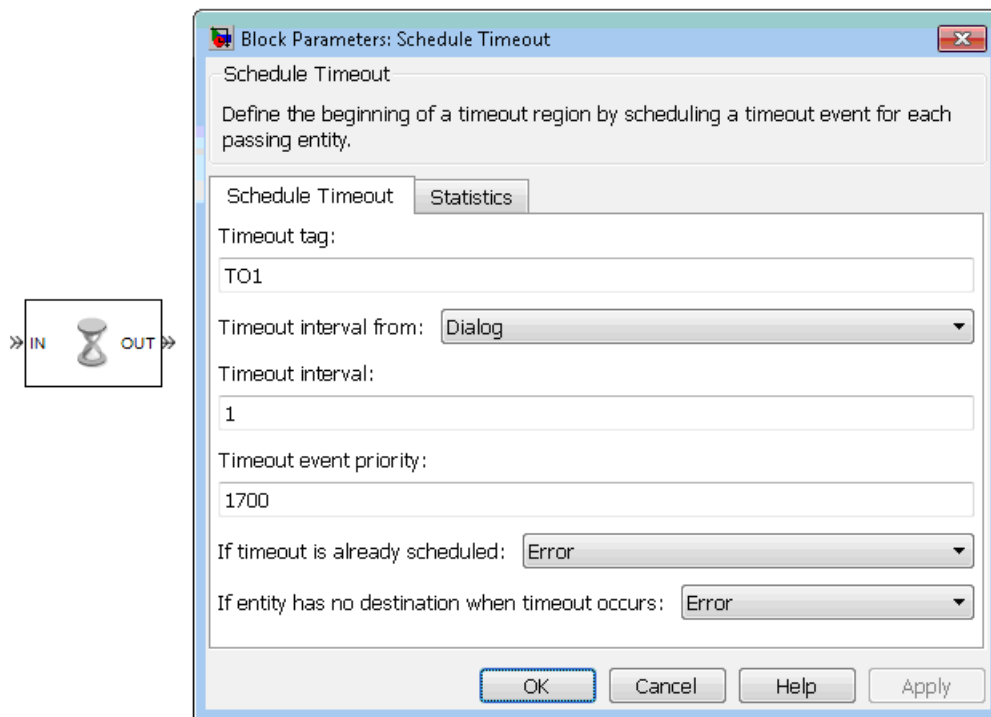 Block Parameters: Schedule Timeout
Schedule Timeout
Define the beginning of a timeout region by scheduling a timeout event for each
passing entity.
Schedule Timeout Statistics
Timeout tag:
TO1
Timeout interval from: Dialog
Timeout interval:
1
Timeout event priority:
1700
If timeout is already scheduled: Error
If entity has no destination when timeout occurs: Error
OK Cancel Help Apply
IN OUT